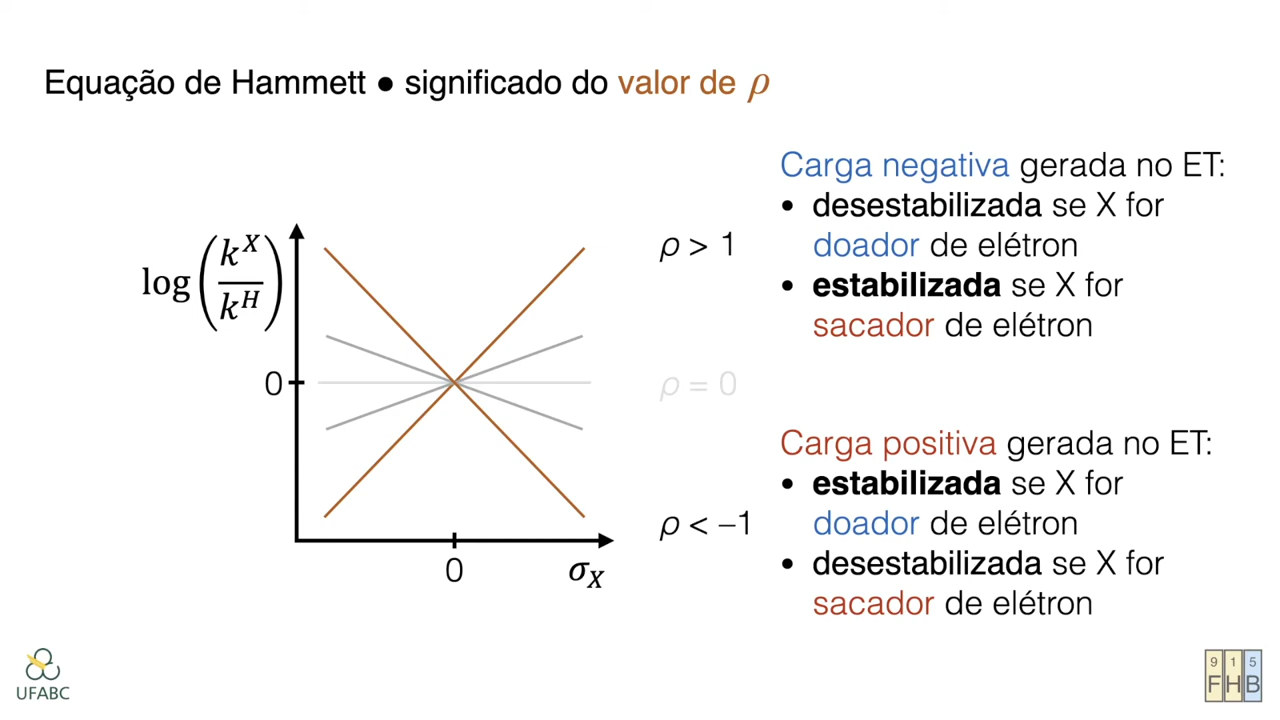 Equação de Hammett • significado do valor de ρ
Carga negativa gerada no ET:
• desestabilizada se X for
doador de elétron
• estabilizada se X for
sacador de elétron
ρ > 1
log(k^X/k^H)
0
ρ = 0
Carga positiva gerada no ET:
• estabilizada se X for
doador de elétron
• desestabilizada se X for
sacador de elétron
ρ < –1
0
σ_X
UFABC
9 1 5
F H B